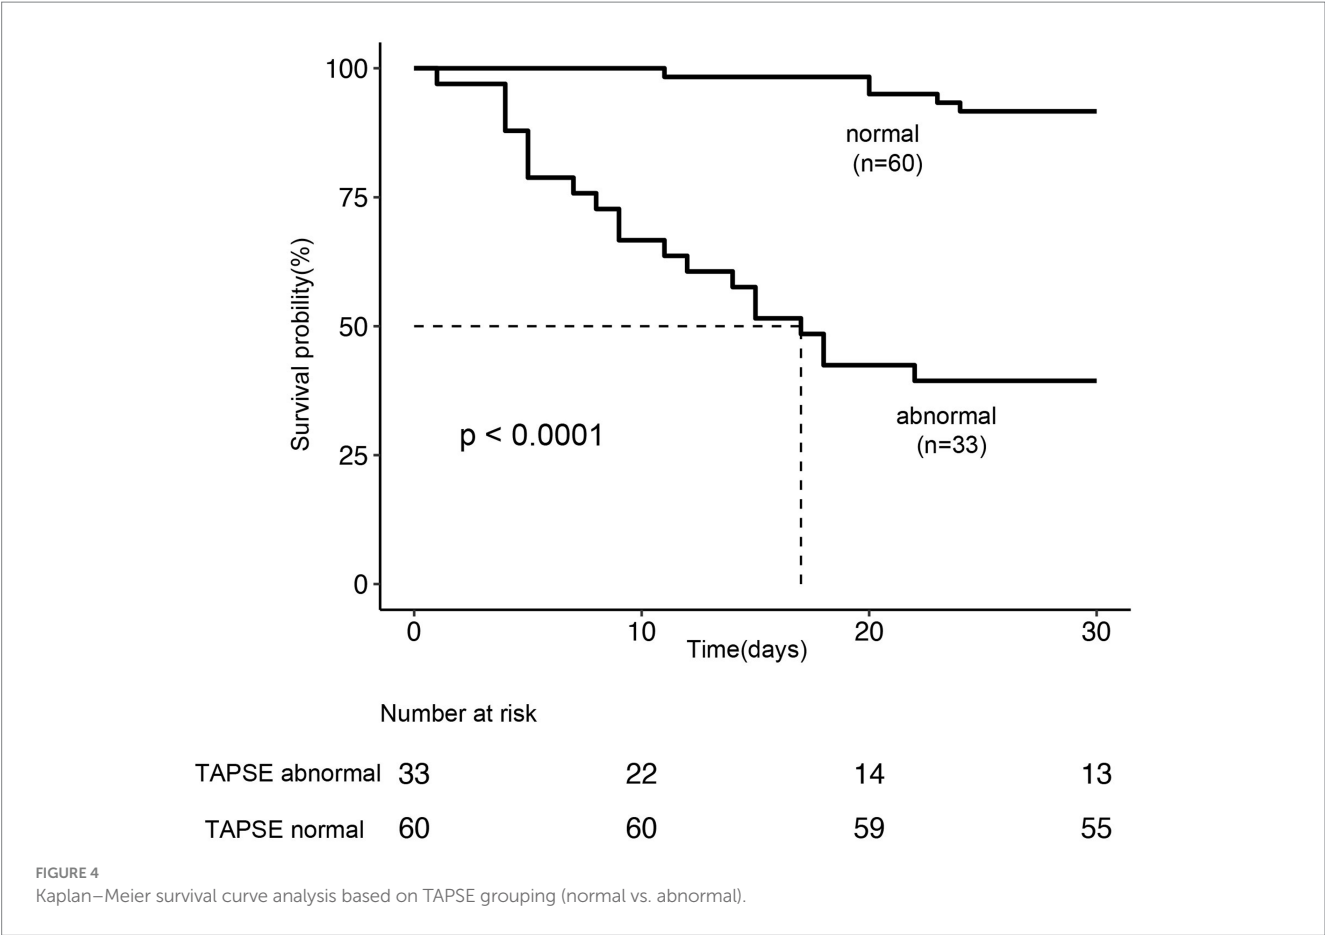 100
75
50
25
0
Survival probility(%)
normal
(n=60)
abnormal
(n=33)
p < 0.0001
0 10 20 30
Time(days)
Number at risk
TAPSE abnormal 33 22 14 13
TAPSE normal 60 60 59 55
FIGURE 4
Kaplan–Meier survival curve analysis based on TAPSE grouping (normal vs. abnormal).